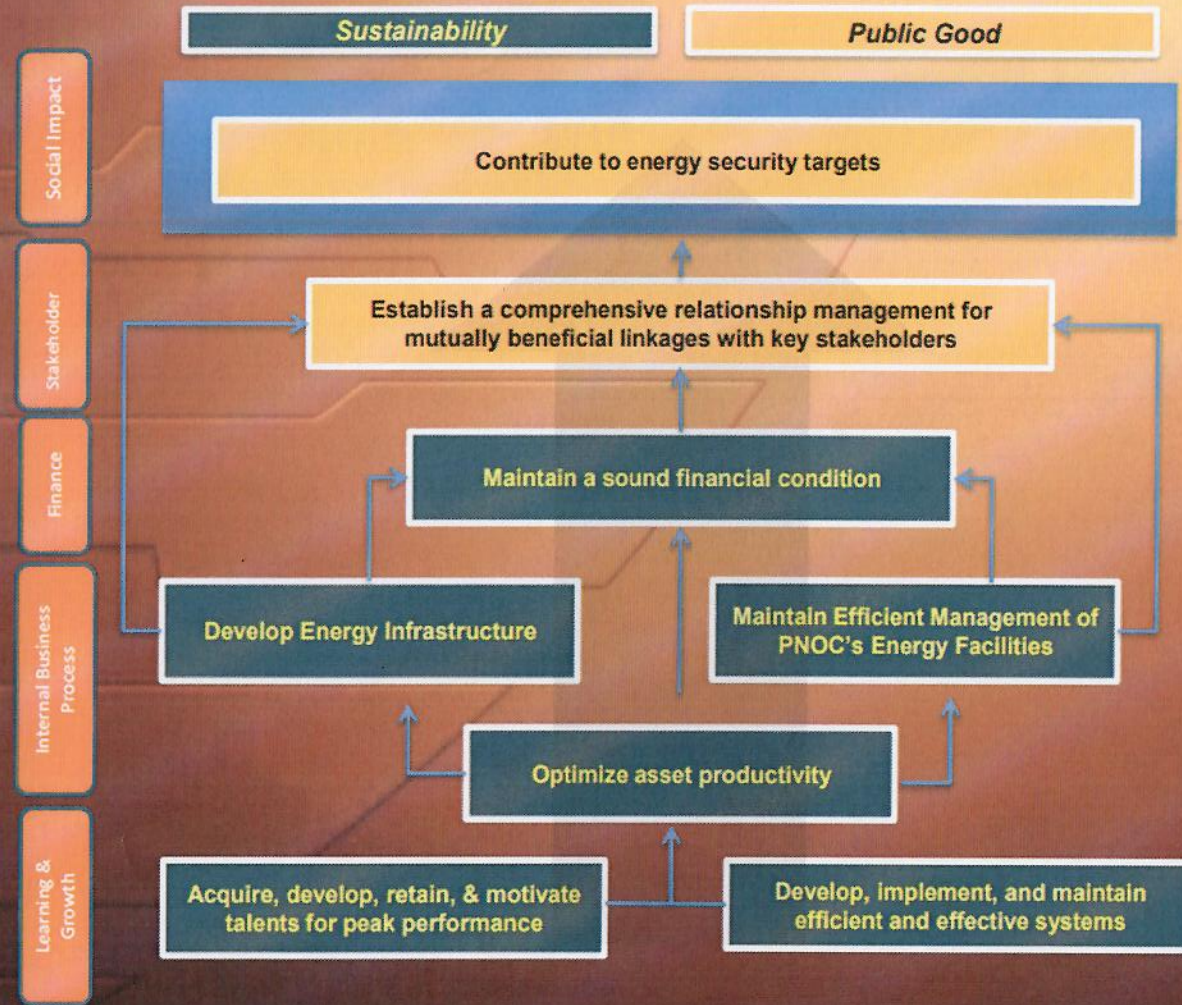 Sustainability
Public Good
Social Impact
Contribute to energy security targets
Stakeholder
Establish a comprehensive relationship management for
mutually beneficial linkages with key stakeholders
Finance
Maintain a sound financial condition
Internal Business
Process
Develop Energy Infrastructure
Maintain Efficient Management of
PNOC's Energy Facilities
Optimize asset productivity
Learning &
Growth
Acquire, develop, retain, & motivate
talents for peak performance
Develop, implement, and maintain
efficient and effective systems